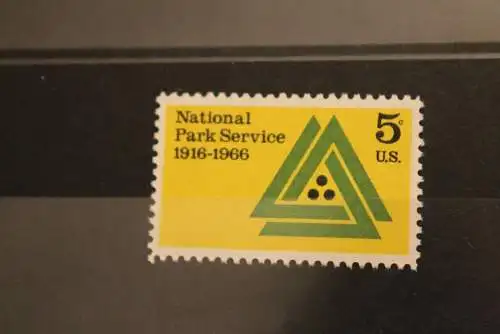 National
Park Service
1916-1966
5c
U.S.